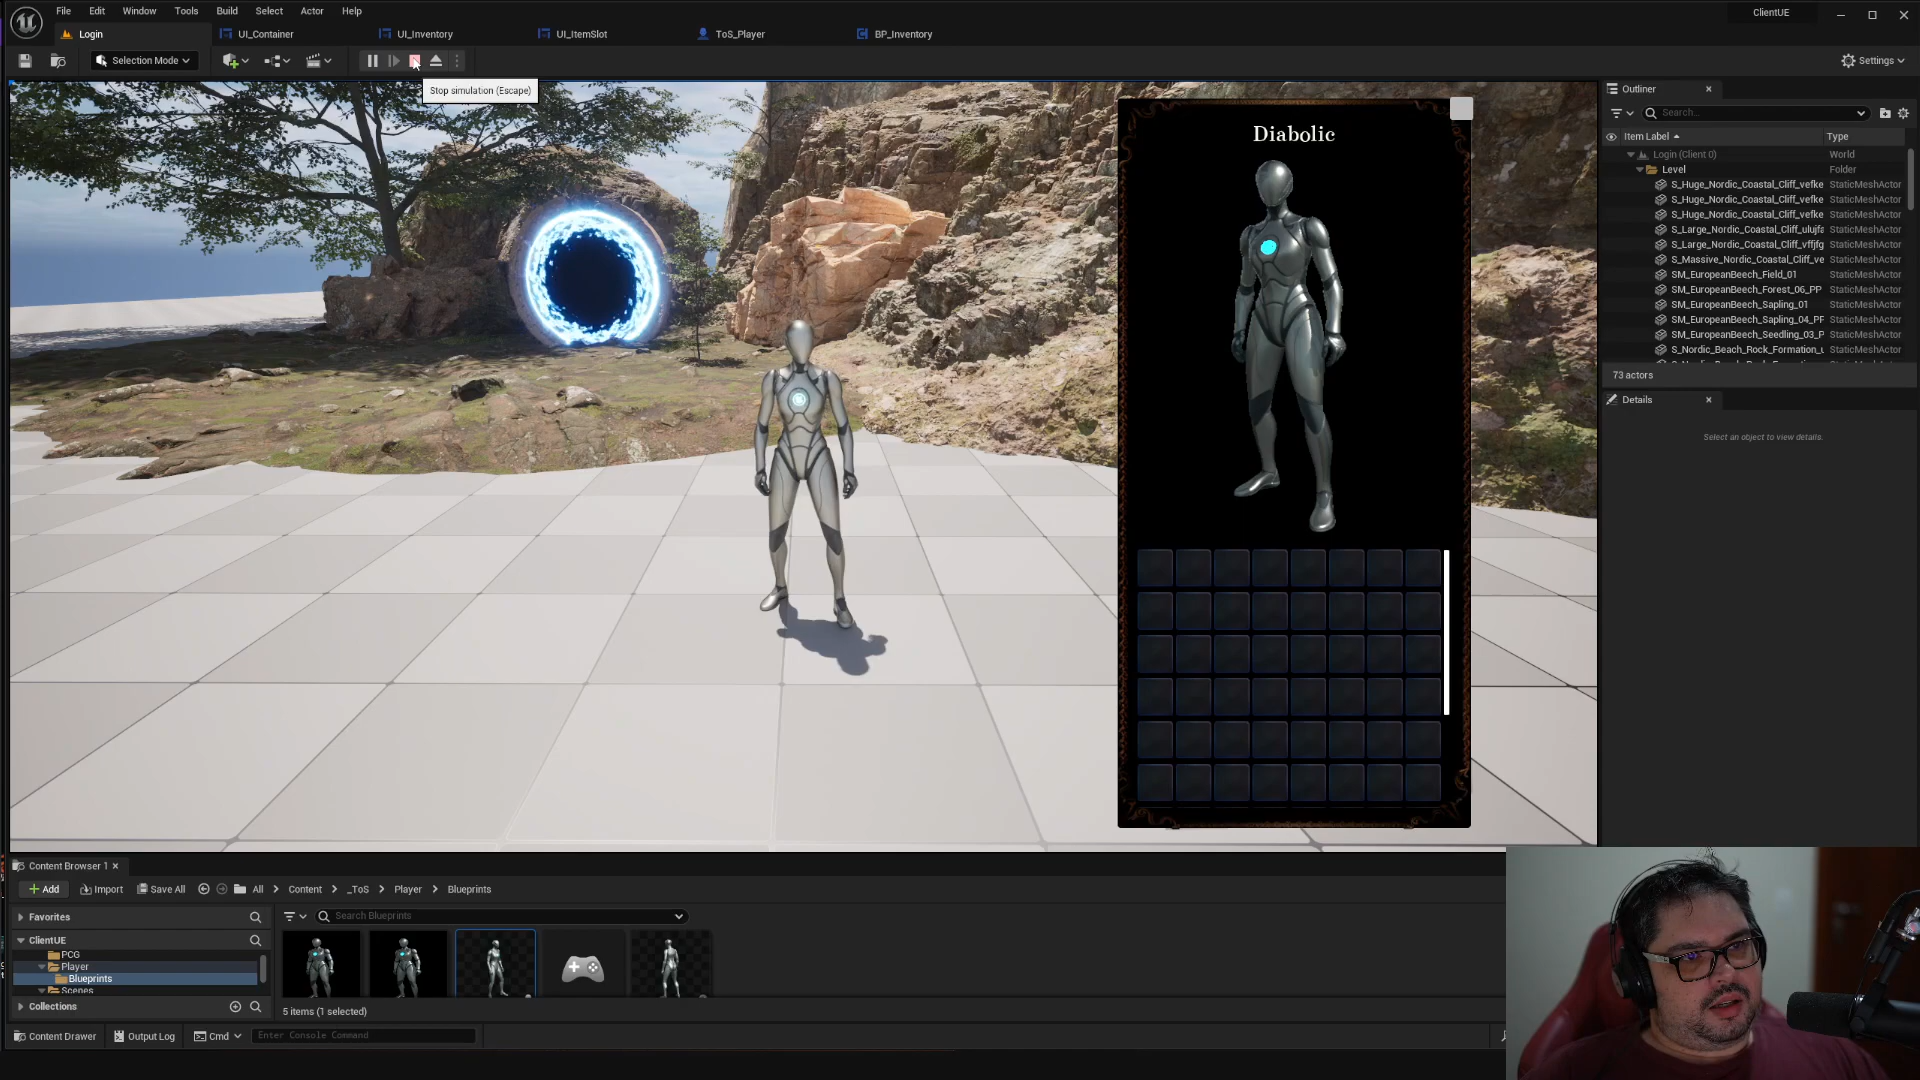 File Edit Window Tools Build Select Actor Help
ClientUE
Login UI_Container UI_Inventory UI_ItemSlot ToS_Player BP_Inventory
Selection Mode
Settings
Stop simulation (Escape)
Diabolic
Outliner
Search...
Item Label Type
Login (Client 0) World
Level Folder
S_Huge_Nordic_Coastal_Cliff_vefke StaticMeshActor
S_Huge_Nordic_Coastal_Cliff_vefke StaticMeshActor
S_Huge_Nordic_Coastal_Cliff_vefke StaticMeshActor
S_Large_Nordic_Coastal_Cliff_ulujfa StaticMeshActor
S_Large_Nordic_Coastal_Cliff_vffjfg StaticMeshActor
S_Massive_Nordic_Coastal_Cliff_ve StaticMeshActor
SM_EuropeanBeech_Field_01 StaticMeshActor
SM_EuropeanBeech_Forest_06_PP StaticMeshActor
SM_EuropeanBeech_Sapling_01 StaticMeshActor
SM_EuropeanBeech_Sapling_04_PP StaticMeshActor
SM_EuropeanBeech_Seedling_03_P StaticMeshActor
S_Nordic_Beach_Rock_Formation_u StaticMeshActor
73 actors
Details
Select an object to view details.
Content Browser 1
Add Import Save All All Content _ToS Player Blueprints
Favorites
Search Blueprints
ClientUE
PCG
Player
Blueprints
Scenes
Collections
5 items (1 selected)
Content Drawer Output Log Cmd Enter Console Command